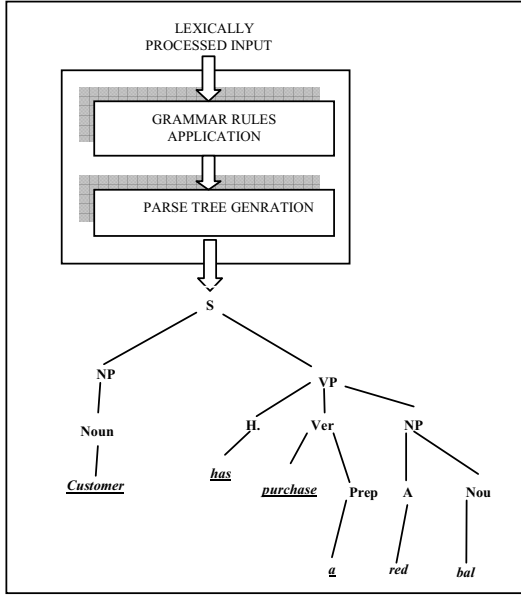 LEXICALLY
PROCESSED INPUT
GRAMMAR RULES
APPLICATION
PARSE TREE GENRATION
S
NP
VP
Noun
H.
Ver
NP
Customer
has
purchase
Prep
A
Nou
a
red
bal